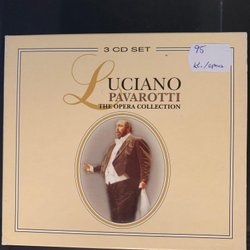 3 CD SET
95
LUCIANO
PAVAROTTI
THE OPERA COLLECTION